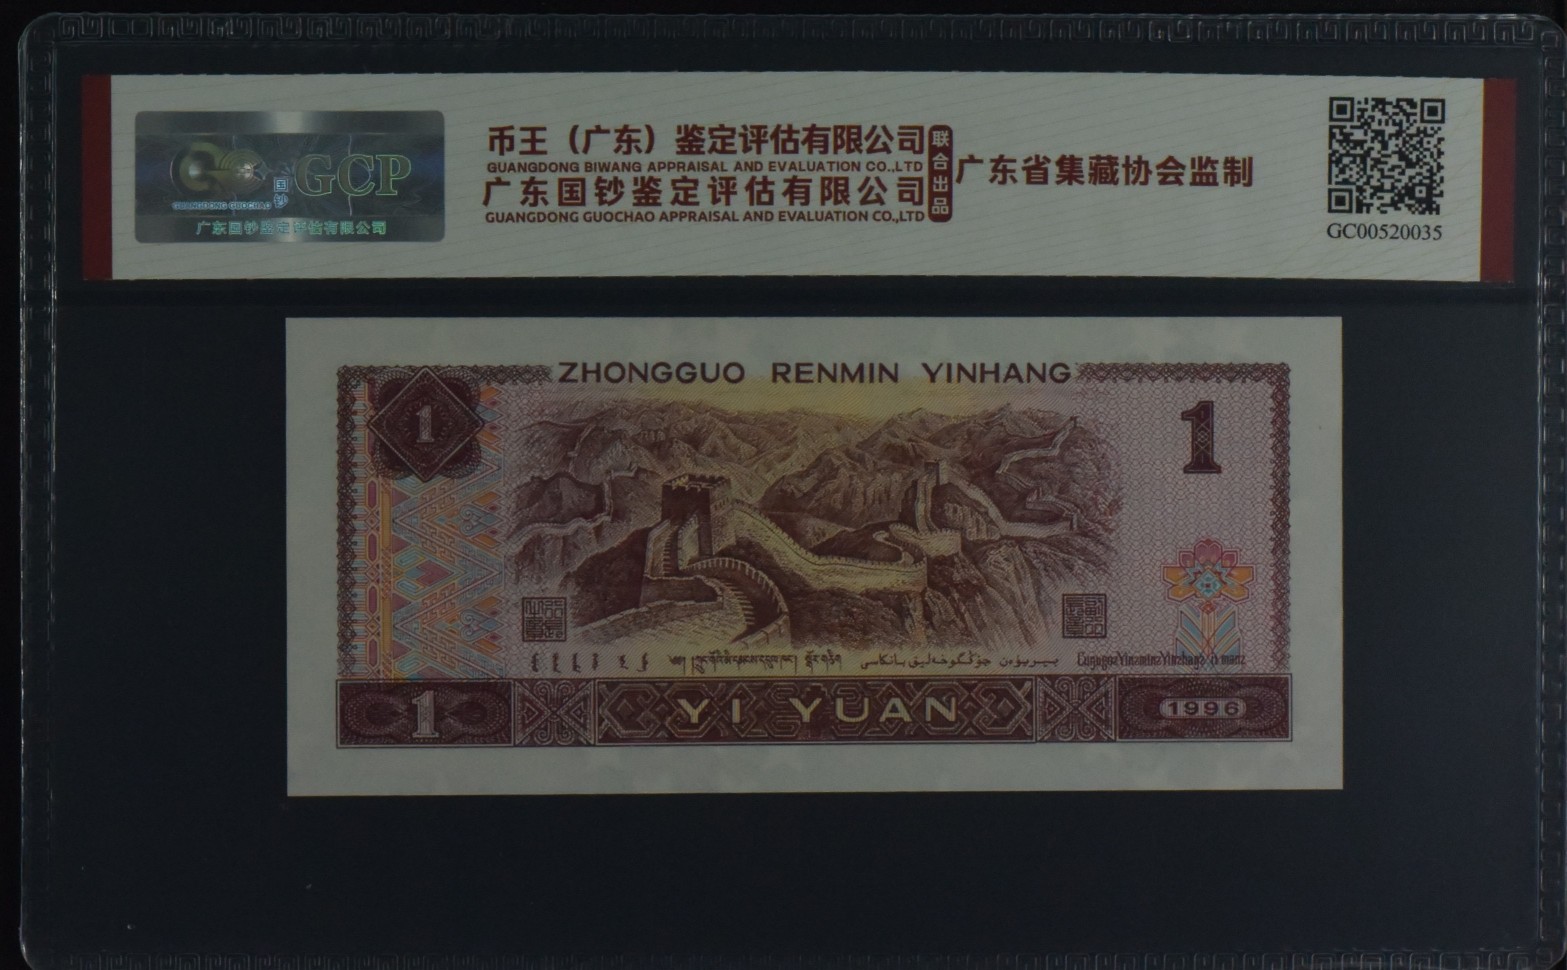 GCP
国钞
GUANGDONG GUOCHAO
广东国钞鉴定评估有限公司
币王（广东）鉴定评估有限公司
GUANGDONG BIWANG APPRAISAL AND EVALUATION CO.,LTD
广东国钞鉴定评估有限公司
GUANGDONG GUOCHAO APPRAISAL AND EVALUATION CO.,LTD
联合出品
广东省集藏协会监制
GC00520035
ZHONGGUO RENMIN YINHANG
1
1
1
YI YUAN
1996